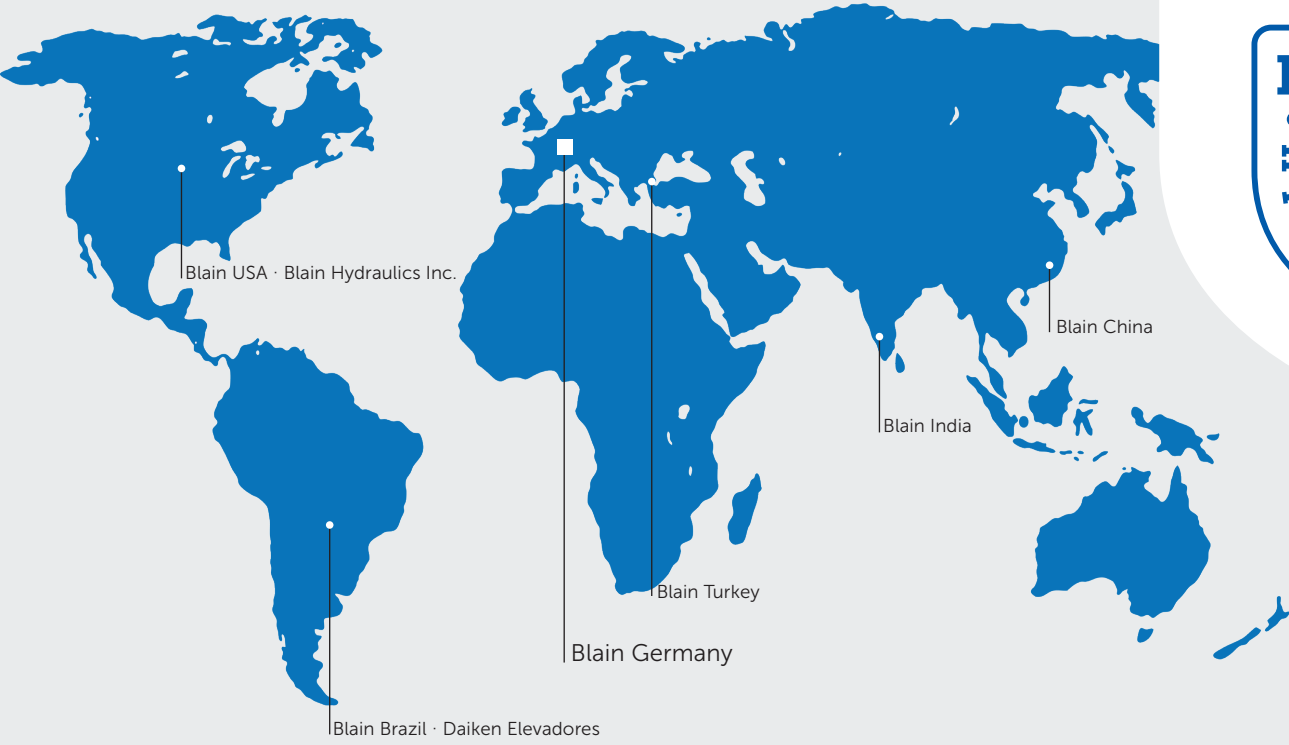 Blain USA · Blain Hydraulics Inc.
Blain China
Blain India
Blain Turkey
Blain Germany
Blain Brazil · Daiken Elevadores